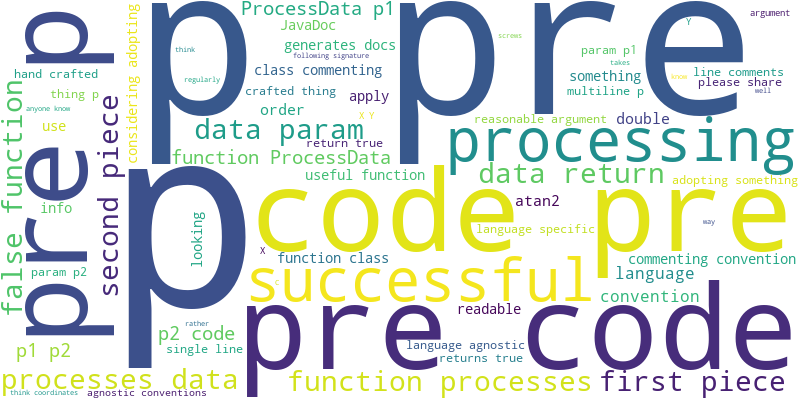 ProcessData p1
argument
JavaDoc
screws
Y
p
p
pre
generates docs
think
param p1
following signature
takes
hand crafted
class commenting
something
line comments
regularly
know
please share
thing p
crafted thing
multiline p
well
considering adopting
anyone know
order
apply
X Y
reasonable argument
double
use
data param
return true
processing
false function
pre p
second piece
function ProcessData
useful function
data return
adopting something
p
code pre
info
atan2
looking
language specific
X
function class
commenting convention
param p2
successful
language
c
convention
pre code
readable
rather
p2 code
single line
language agnostic
p1 p2
returns true
processes data
function processes
first piece
way
think coordinates
agnostic conventions